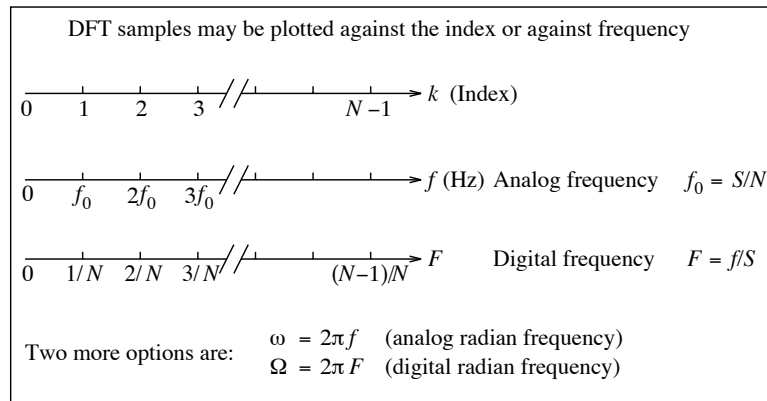 DFT samples may be plotted against the index or against frequency
k (Index)
0 1 2 3 N −1
f (Hz) Analog frequency f₀ = S/N
0 f₀ 2f₀ 3f₀
F Digital frequency F = f/S
0 1/N 2/N 3/N (N−1)/N
Two more options are:
ω = 2πf (analog radian frequency)
Ω = 2πF (digital radian frequency)